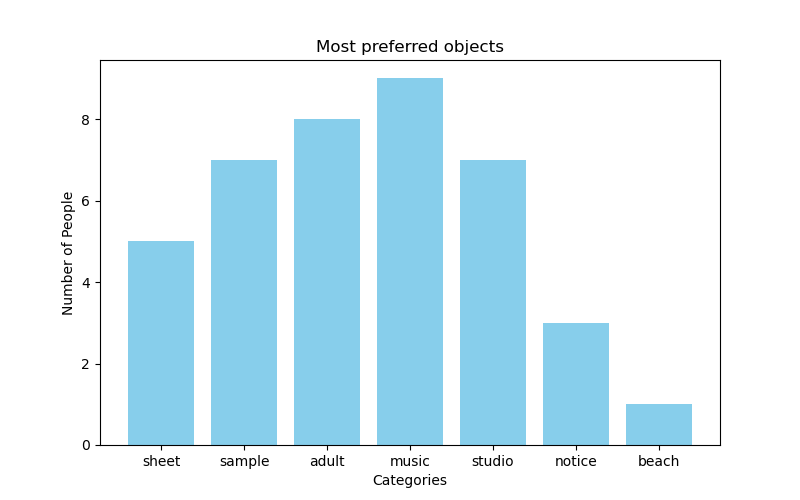 Most preferred objects
Number of People
8
6
4
2
0
sheet sample adult music studio notice beach
Categories